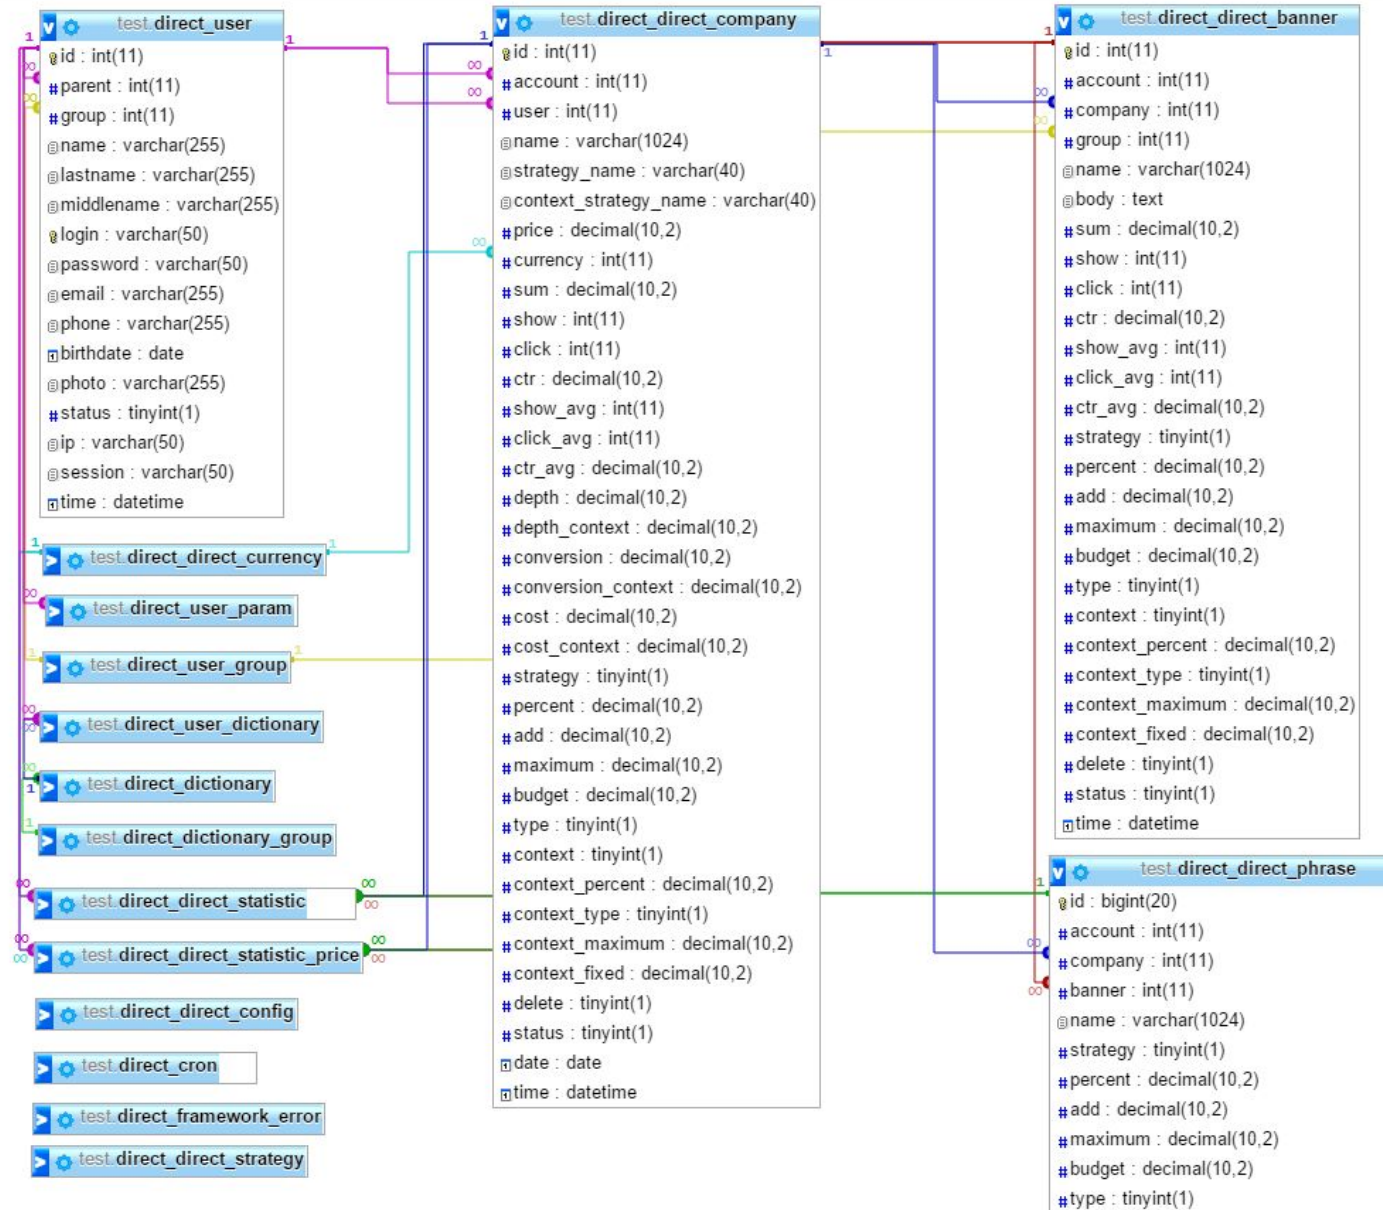 test.direct_user
id : int(11)
parent : int(11)
group : int(11)
name : varchar(255)
lastname : varchar(255)
middlename : varchar(255)
login : varchar(50)
password : varchar(50)
email : varchar(255)
phone : varchar(255)
birthdate : date
photo : varchar(255)
status : tinyint(1)
ip : varchar(50)
session : varchar(50)
time : datetime
test.direct_direct_currency
test.direct_user_param
test.direct_user_group
test.direct_user_dictionary
test.direct_dictionary
test.direct_dictionary_group
test.direct_direct_statistic
test.direct_direct_statistic_price
test.direct_direct_config
test.direct_cron
test.direct_framework_error
test.direct_direct_strategy
test.direct_direct_company
id : int(11)
account : int(11)
user : int(11)
name : varchar(1024)
strategy_name : varchar(40)
context_strategy_name : varchar(40)
price : decimal(10,2)
currency : int(11)
sum : decimal(10,2)
show : int(11)
click : int(11)
ctr : decimal(10,2)
show_avg : int(11)
click_avg : int(11)
ctr_avg : decimal(10,2)
depth : decimal(10,2)
depth_context : decimal(10,2)
conversion : decimal(10,2)
conversion_context : decimal(10,2)
cost : decimal(10,2)
cost_context : decimal(10,2)
strategy : tinyint(1)
percent : decimal(10,2)
add : decimal(10,2)
maximum : decimal(10,2)
budget : decimal(10,2)
type : tinyint(1)
context : tinyint(1)
context_percent : decimal(10,2)
context_type : tinyint(1)
context_maximum : decimal(10,2)
context_fixed : decimal(10,2)
delete : tinyint(1)
status : tinyint(1)
date : date
time : datetime
test.direct_direct_banner
id : int(11)
account : int(11)
company : int(11)
group : int(11)
name : varchar(1024)
body : text
sum : decimal(10,2)
show : int(11)
click : int(11)
ctr : decimal(10,2)
show_avg : int(11)
click_avg : int(11)
ctr_avg : decimal(10,2)
strategy : tinyint(1)
percent : decimal(10,2)
add : decimal(10,2)
maximum : decimal(10,2)
budget : decimal(10,2)
type : tinyint(1)
context : tinyint(1)
context_percent : decimal(10,2)
context_type : tinyint(1)
context_maximum : decimal(10,2)
context_fixed : decimal(10,2)
delete : tinyint(1)
status : tinyint(1)
time : datetime
test.direct_direct_phrase
id : bigint(20)
account : int(11)
company : int(11)
banner : int(11)
name : varchar(1024)
strategy : tinyint(1)
percent : decimal(10,2)
add : decimal(10,2)
maximum : decimal(10,2)
budget : decimal(10,2)
type : tinyint(1)